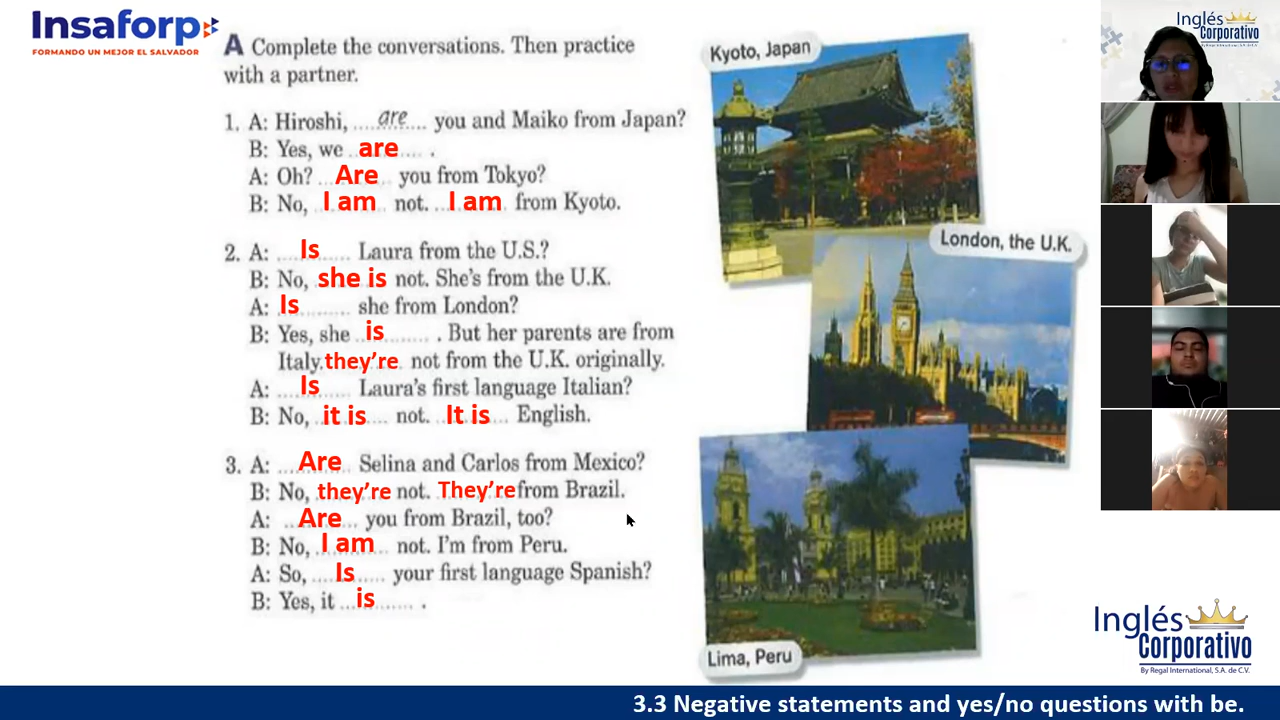 Insaforp
FORMANDO UN MEJOR EL SALVADOR
A Complete the conversations. Then practice
with a partner.
1. A: Hiroshi, are you and Maiko from Japan?
B: Yes, we are .
A: Oh? Are you from Tokyo?
B: No, I am not. I am from Kyoto.
2. A: Is Laura from the U.S.?
B: No, she is not. She's from the U.K.
A: Is she from London?
B: Yes, she is . But her parents are from
Italy. they're not from the U.K. originally.
A: Is Laura's first language Italian?
B: No, it is not. It is English.
3. A: Are Selina and Carlos from Mexico?
B: No, they're not. They're from Brazil.
A: Are you from Brazil, too?
B: No, I am not. I'm from Peru.
A: So, Is your first language Spanish?
B: Yes, it is .
Kyoto, Japan
London, the U.K.
Lima, Peru
Inglés
Corporativo
Inglés
Corporativo
By Regal International, S.A. de C.V.
3.3 Negative statements and yes/no questions with be.